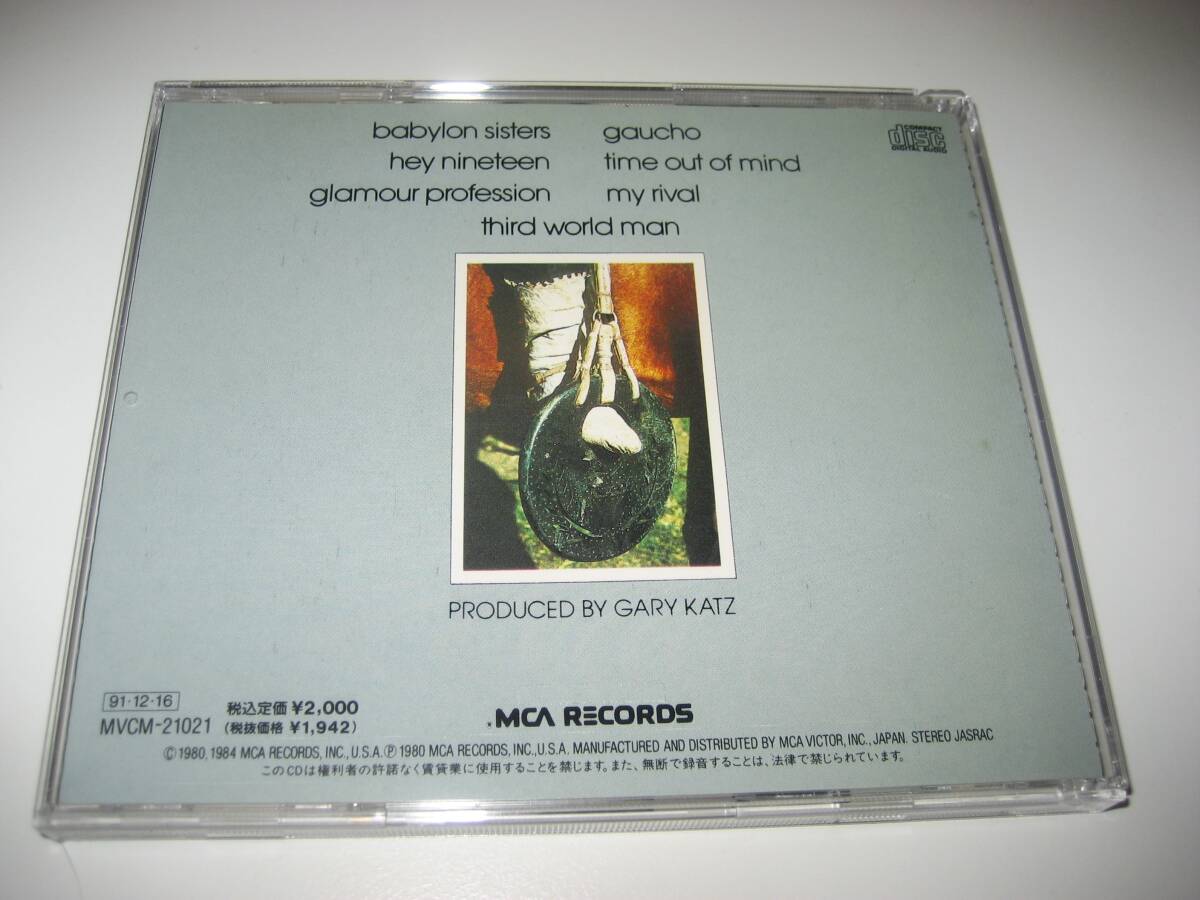 babylon sisters gaucho
hey nineteen time out of mind
glamour profession my rival
third world man
COMPACT
disc
DIGITAL AUDIO
PRODUCED BY GARY KATZ
91·12·16 税込定価 ¥2,000
MVCM-21021 (税抜価格 ¥1,942)
MCA RECORDS
Ⓒ1980, 1984 MCA RECORDS, INC., U.S.A. Ⓟ1980 MCA RECORDS, INC., U.S.A. MANUFACTURED AND DISTRIBUTED BY MCA VICTOR, INC., JAPAN. STEREO JASRAC
このCDは権利者の許諾なく賃貸業に使用することを禁じます。また、無断で録音することは、法律で禁じられています。